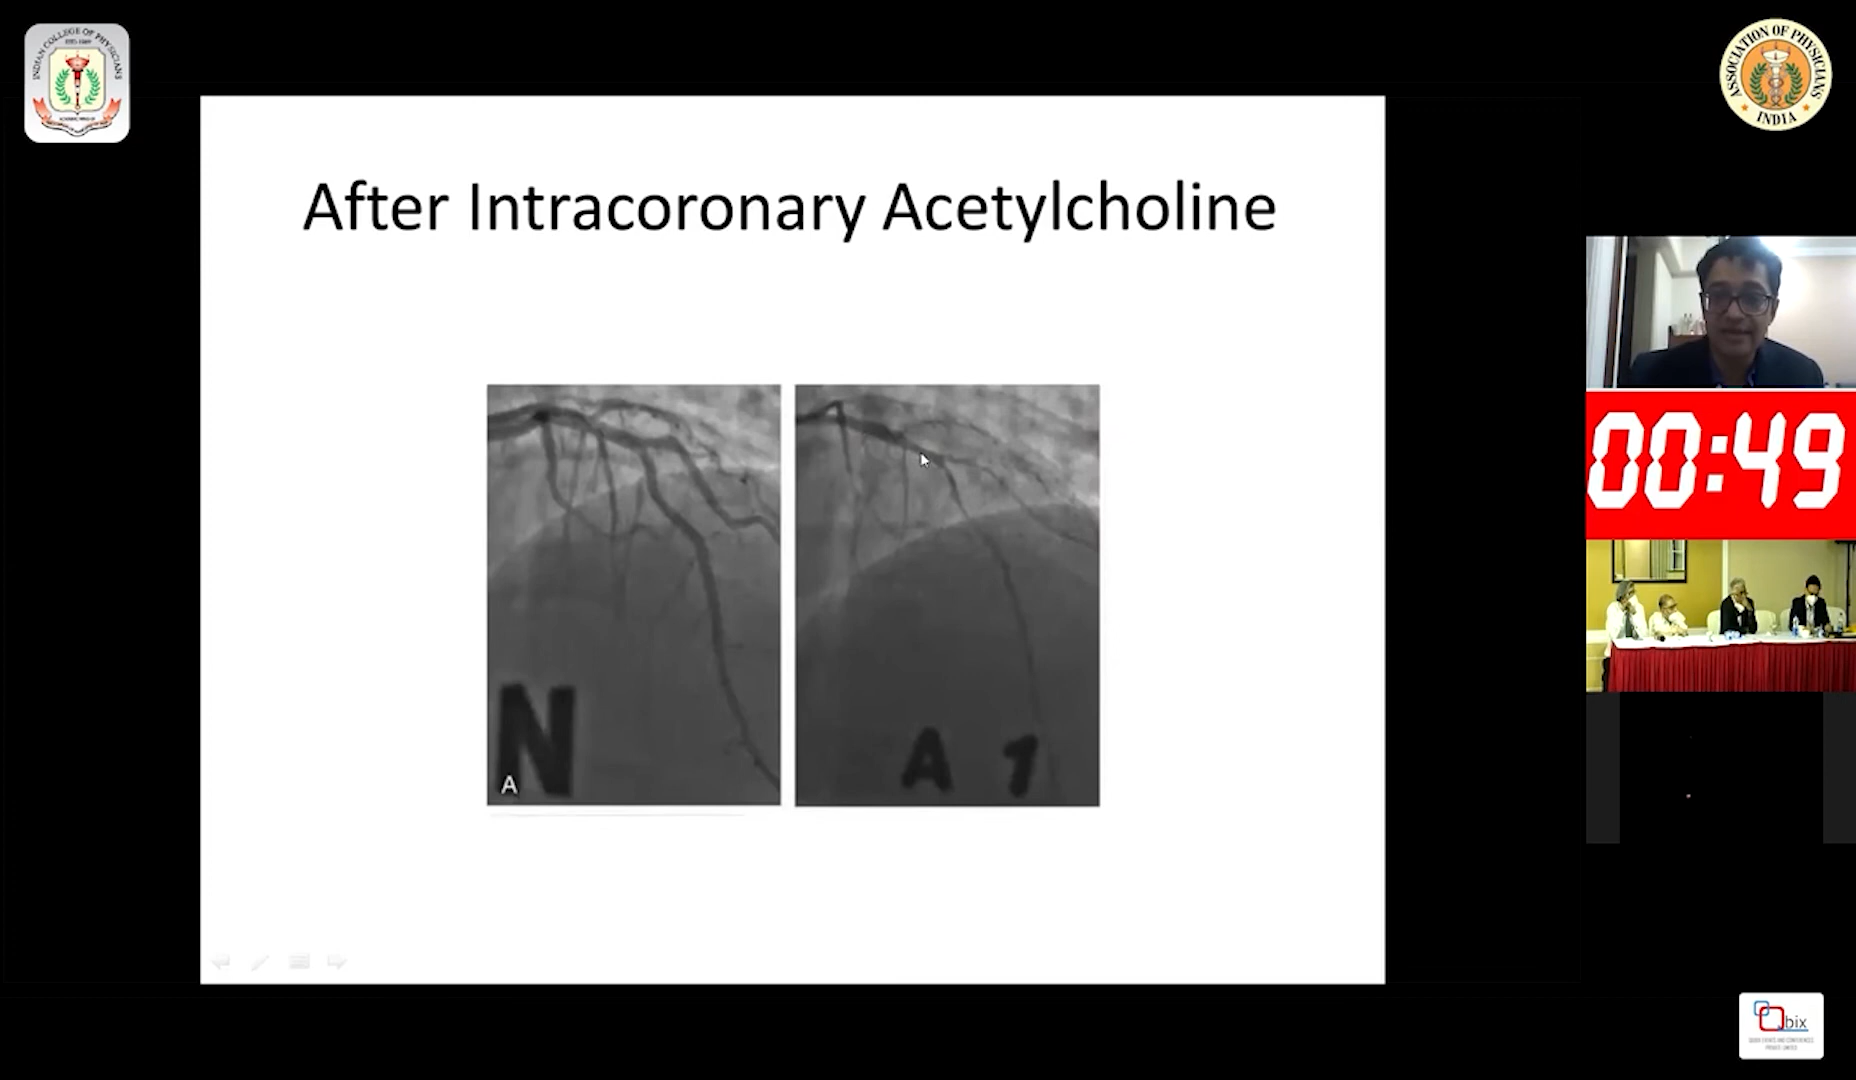 INDIAN COLLEGE OF PHYSICIANS
ASSOCIATION OF PHYSICIANS
INDIA
After Intracoronary Acetylcholine
N
A
A 1
00:49
bix